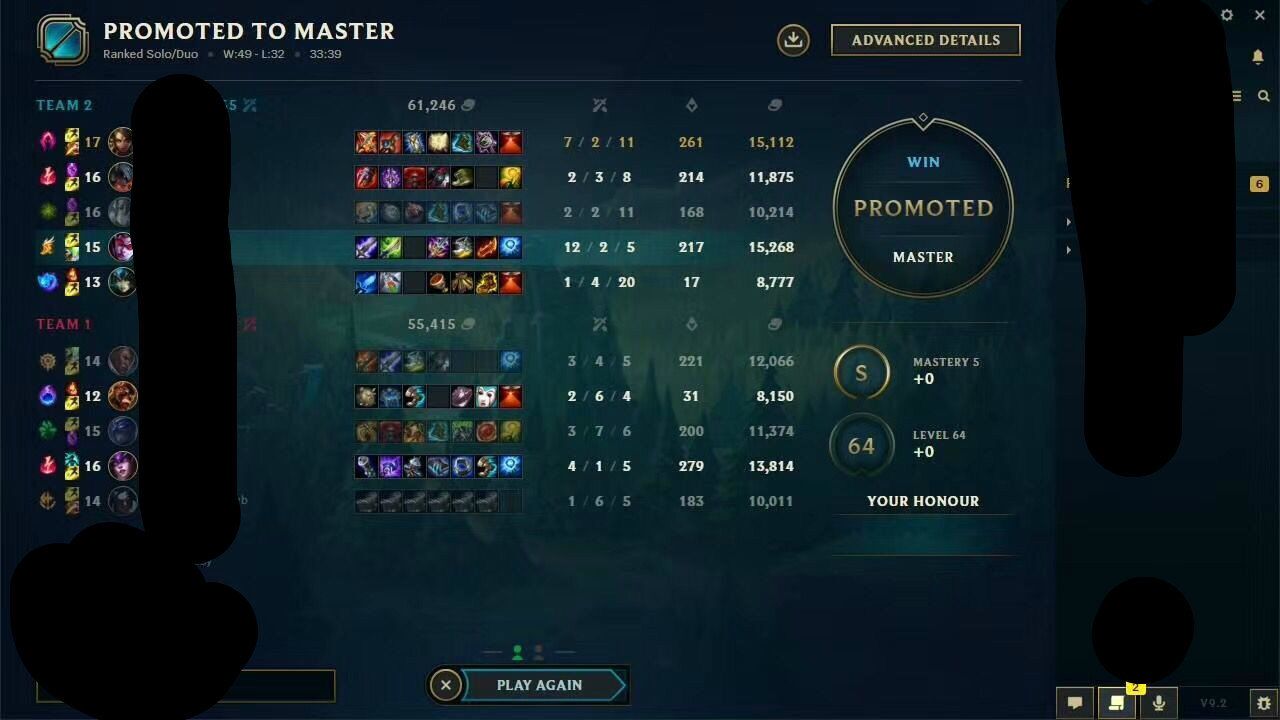 PROMOTED TO MASTER
Ranked Solo/Duo • W:49 - L:32 • 33:39
ADVANCED DETAILS
TEAM 2 61,246
17 7 / 2 / 11 261 15,112
16 2 / 3 / 8 214 11,875
16 2 / 2 / 11 168 10,214
15 12 / 2 / 5 217 15,268
13 1 / 4 / 20 17 8,777
TEAM 1 55,415
14 3 / 4 / 5 221 12,066
12 2 / 6 / 4 31 8,150
15 3 / 7 / 6 200 11,374
16 4 / 1 / 5 279 13,814
14 1 / 6 / 5 183 10,011
WIN
PROMOTED
MASTER
S
MASTERY 5
+0
64
LEVEL 64
+0
YOUR HONOUR
PLAY AGAIN
6
2
V9.2